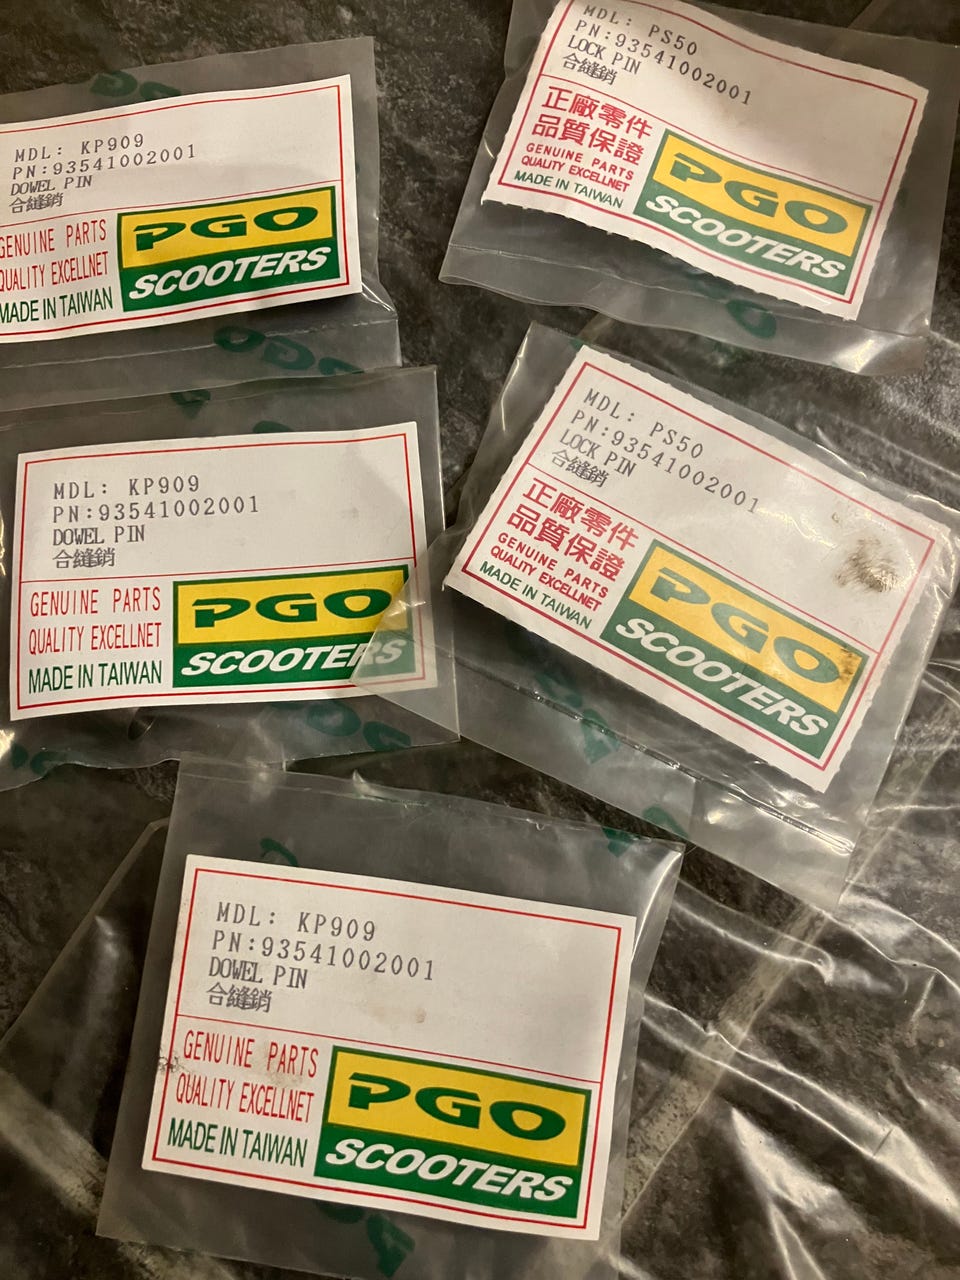 MDL: KP909
PN:93541002001
DOWEL PIN
合縫銷
GENUINE PARTS
QUALITY EXCELLNET
MADE IN TAIWAN
PGO
SCOOTERS
MDL: PS50
PN:93541002001
LOCK PIN
合縫銷
正廠零件
品質保證
GENUINE PARTS
QUALITY EXCELLNET
MADE IN TAIWAN
PGO
SCOOTERS
MDL: KP909
PN:93541002001
DOWEL PIN
合縫銷
GENUINE PARTS
QUALITY EXCELLNET
MADE IN TAIWAN
PGO
SCOOTERS
MDL: PS50
PN:93541002001
LOCK PIN
合縫銷
正廠零件
品質保證
GENUINE PARTS
QUALITY EXCELLNET
MADE IN TAIWAN
PGO
SCOOTERS
MDL: KP909
PN:93541002001
DOWEL PIN
合縫銷
GENUINE PARTS
QUALITY EXCELLNET
MADE IN TAIWAN
PGO
SCOOTERS